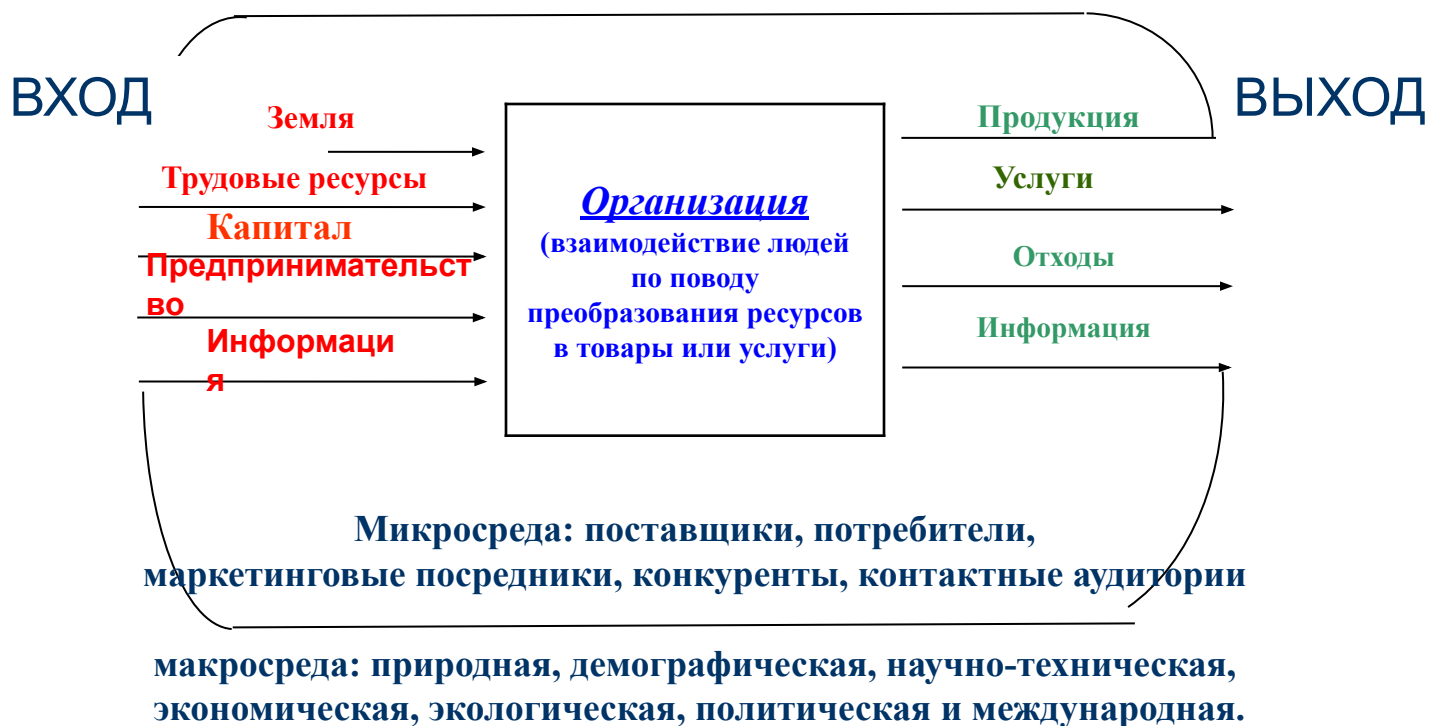 ВХОД
Земля
Трудовые ресурсы
Капитал
Предпринимательст
во
Информаци
я
Организация
(взаимодействие людей
по поводу
преобразования ресурсов
в товары или услуги)
ВЫХОД
Продукция
Услуги
Отходы
Информация
Микросреда: поставщики, потребители,
маркетинговые посредники, конкуренты, контактные аудитории
макросреда: природная, демографическая, научно-техническая,
экономическая, экологическая, политическая и международная.